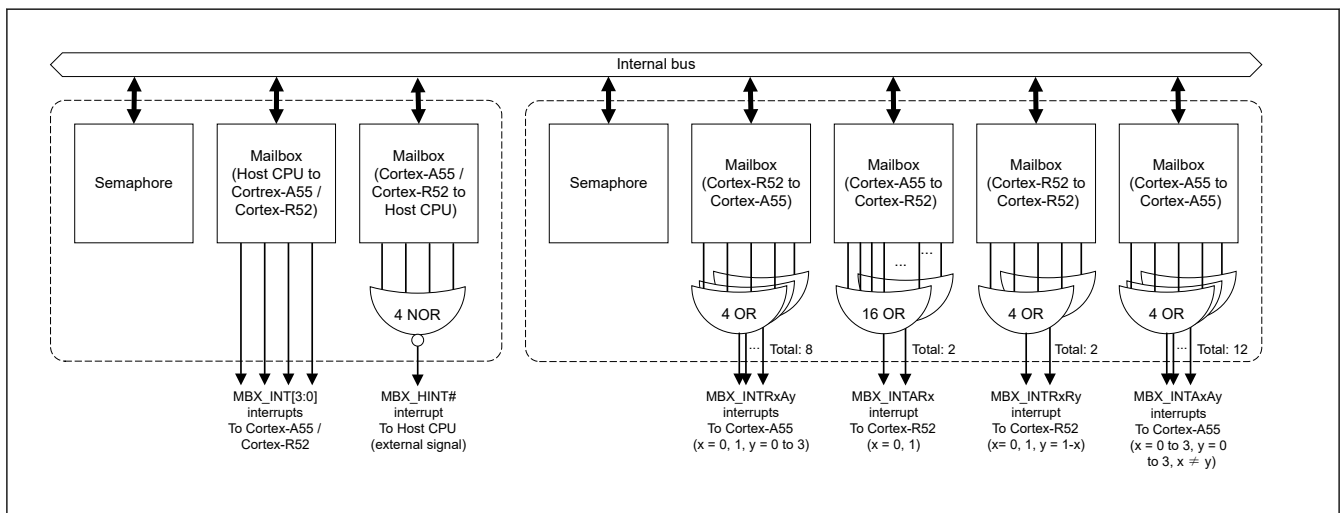 Internal bus
Semaphore
Mailbox
(Host CPU to
Cortrex-A55 /
Cortex-R52)
Mailbox
(Cortex-A55 /
Cortex-R52 to
Host CPU)
Semaphore
Mailbox
(Cortex-R52 to
Cortex-A55)
Mailbox
(Cortex-A55 to
Cortex-R52)
Mailbox
(Cortex-R52 to
Cortex-R52)
Mailbox
(Cortex-A55 to
Cortex-A55)
...
...
4 NOR
4 OR
16 OR
4 OR
4 OR
...
Total: 8
Total: 2
Total: 2
...
Total: 12
MBX_INT[3:0]
interrupts
To Cortex-A55 /
Cortex-R52
MBX_HINT#
interrupt
To Host CPU
(external signal)
MBX_INTRxAy
interrupts
To Cortex-A55
(x = 0, 1, y = 0 to 3)
MBX_INTARx
interrupt
To Cortex-R52
(x = 0, 1)
MBX_INTRxRy
interrupt
To Cortex-R52
(x= 0, 1, y = 1-x)
MBX_INTAxAy
interrupts
To Cortex-A55
(x = 0 to 3, y = 0
to 3, x ≠ y)